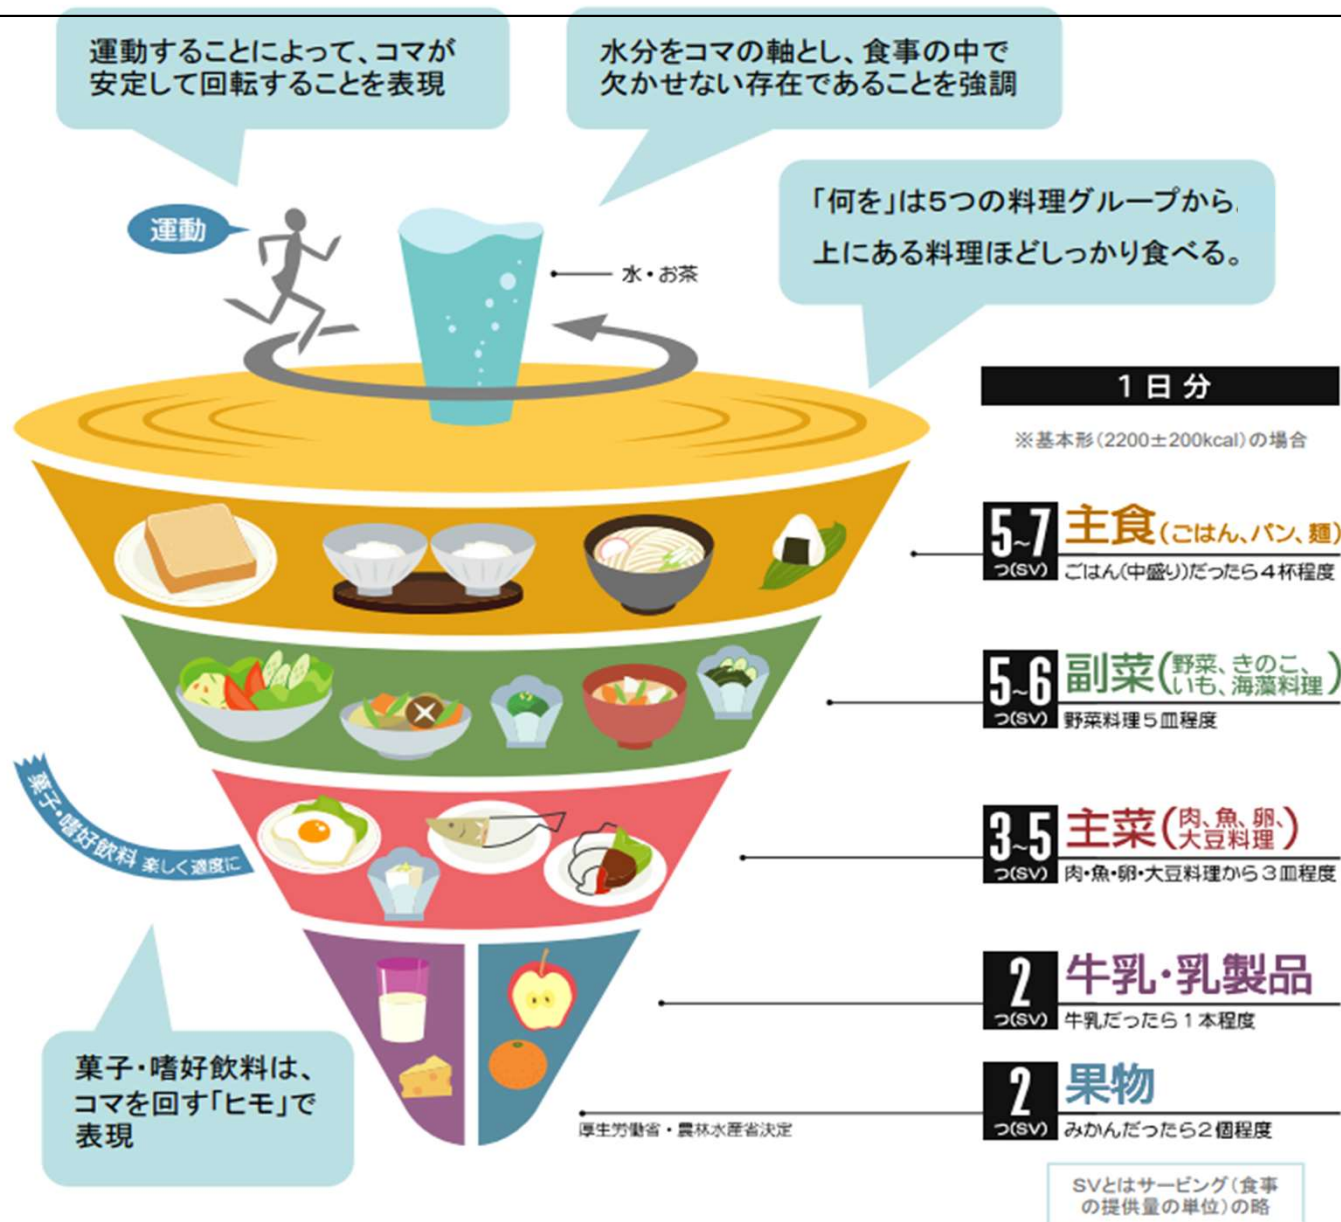 運動することによって、コマが
安定して回転することを表現
水分をコマの軸とし、食事の中で
欠かせない存在であることを強調
「何を」は5つの料理グループから、
上にある料理ほどしっかり食べる。
運動
水・お茶
1日分
※基本形(2200±200kcal)の場合
5~7
つ(SV)
主食(ごはん、パン、麺)
ごはん(中盛り)だったら4杯程度
5~6
つ(SV)
副菜(野菜、きのこ、
いも、海藻料理)
野菜料理5皿程度
3~5
つ(SV)
主菜(肉、魚、卵、
大豆料理)
肉・魚・卵・大豆料理から3皿程度
2
つ(SV)
牛乳・乳製品
牛乳だったら1本程度
2
つ(SV)
果物
みかんだったら2個程度
菓子・嗜好飲料 楽しく適度に
菓子・嗜好飲料は、
コマを回す「ヒモ」で
表現
厚生労働省・農林水産省決定
SVとはサービング(食事
の提供量の単位)の略